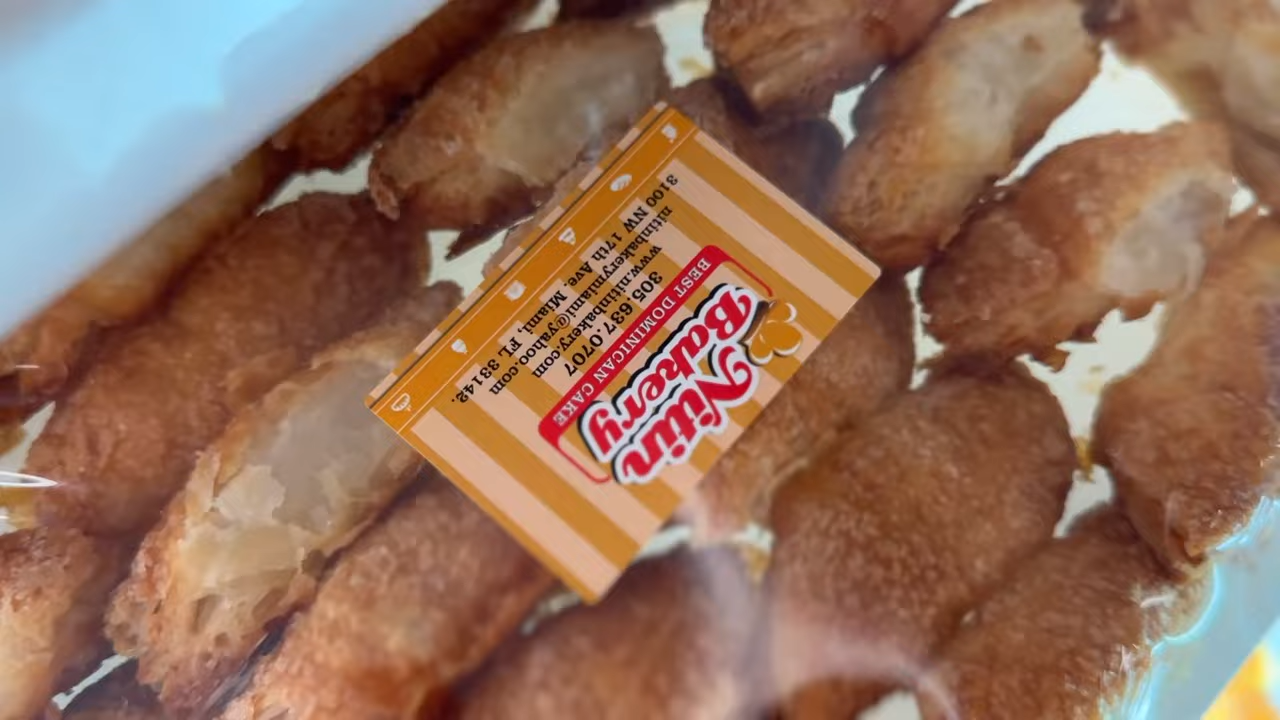 Nitin
Bakery
BEST DOMINICAN CAKE
305.637.0707
www.nitinbakery.com
nitinbakerymiami@yahoo.com
3100 NW 17th Ave. Miami, FL 33142.